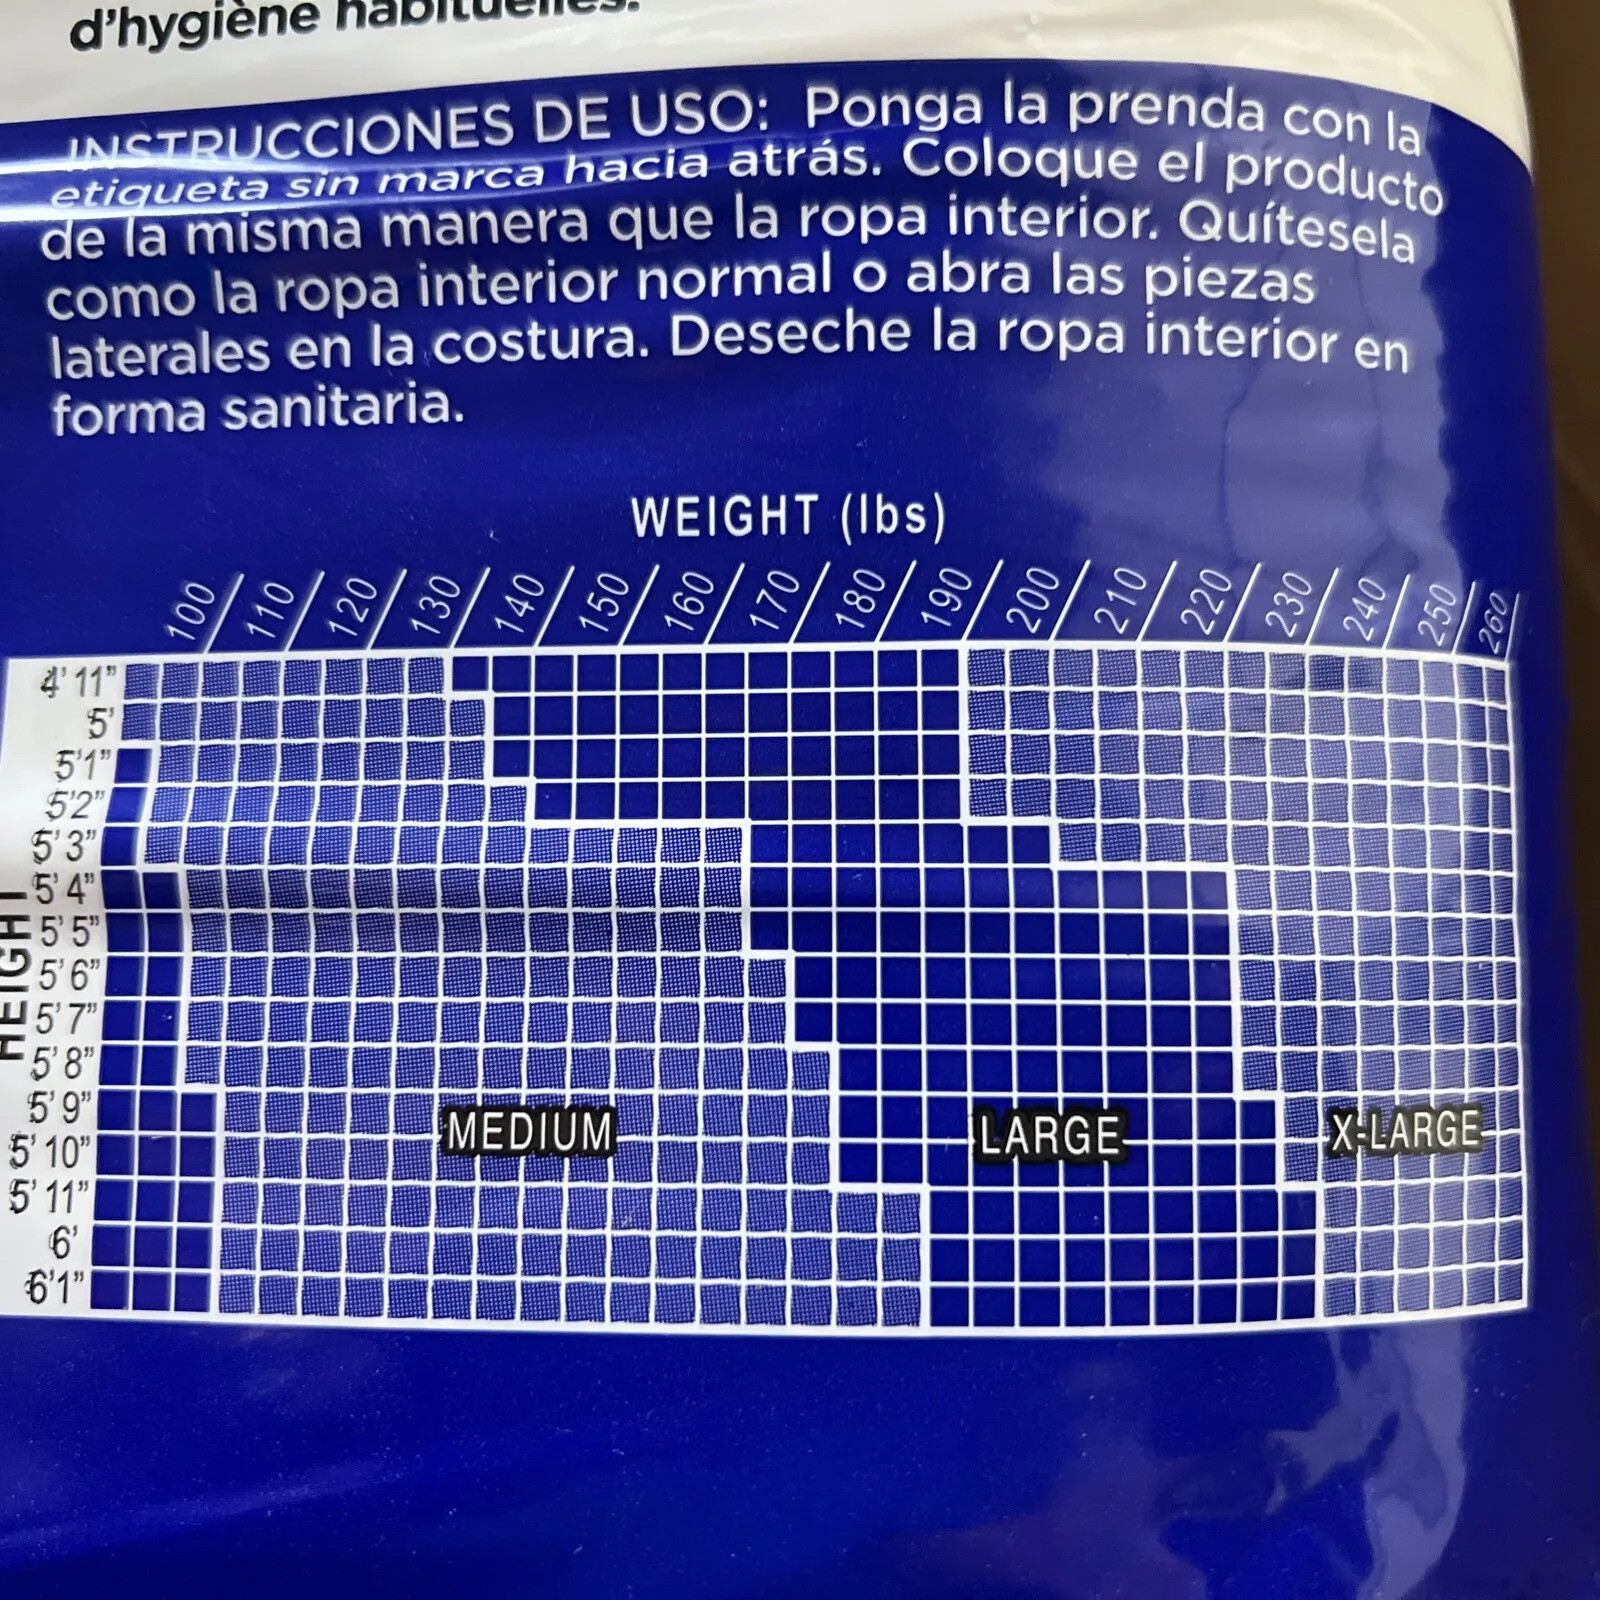 d'hygiène habituelles.
INSTRUCCIONES DE USO: Ponga la prenda con la
etiqueta sin marca hacia atrás. Coloque el producto
de la misma manera que la ropa interior. Quítesela
como la ropa interior normal o abra las piezas
laterales en la costura. Deseche la ropa interior en
forma sanitaria.
WEIGHT (lbs)
100 110 120 130 140 150 160 170 180 190 200 210 220 230 240 250 260
HEIGHT
4' 11"
5'
5'1"
5'2"
5' 3"
5' 4"
5' 5"
5' 6"
5' 7"
5' 8"
5' 9"
5' 10"
5' 11"
6'
6'1"
MEDIUM LARGE X-LARGE